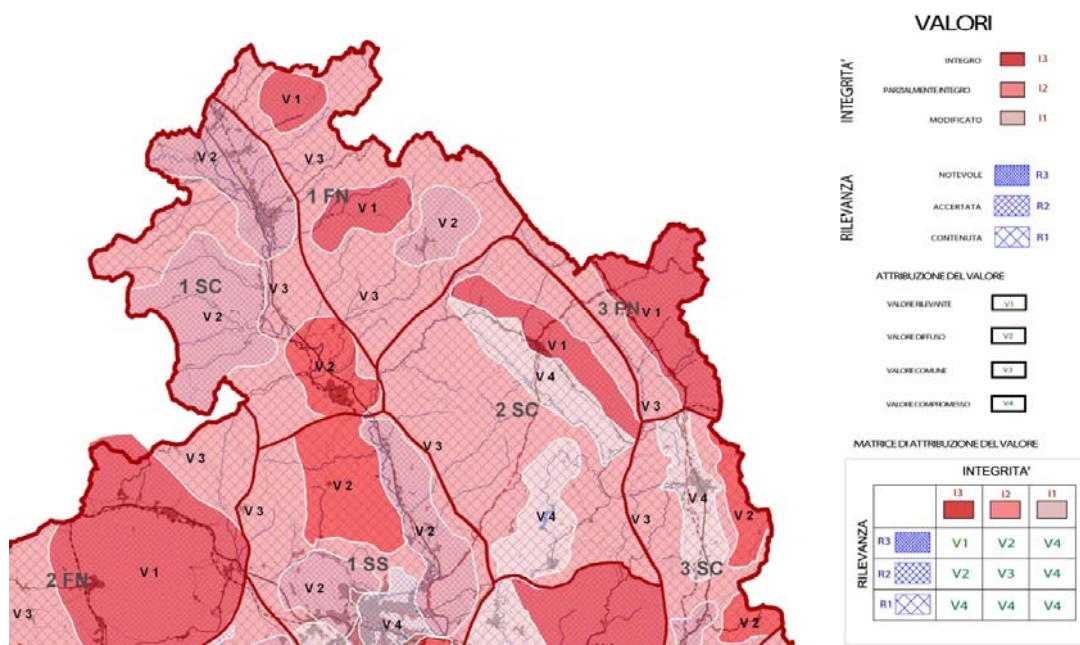 VALORI
INTEGRITA'
INTEGRO I3
PARZIALMENTE INTEGRO I2
MODIFICATO I1
RILEVANZA
NOTEVOLE R3
ACCERTATA R2
CONTENUTA R1
ATTRIBUZIONE DEL VALORE
VALORE RILEVANTE V1
VALORE DIFFUSO V2
VALORE COMUNE V3
VALORE COMPROMESSO V4
MATRICE DI ATTRIBUZIONE DEL VALORE
INTEGRITA'
I3 I2 I1
RILEVANZA
R3 V1 V2 V4
R2 V2 V3 V4
R1 V4 V4 V4
V 1
V 2
V 3
1 FN
V 1
V 2
1 SC
V 3
V 3
V 2
3 FN
V 1
V 2
V 1
V 4
2 SC
V 3
V 3
V 3
V 3
V 2
V 4
V 4
V 3
V 2
V 2
1 SS
2 FN
V 1
V 2
3 SC
V 3
V 4
V 2